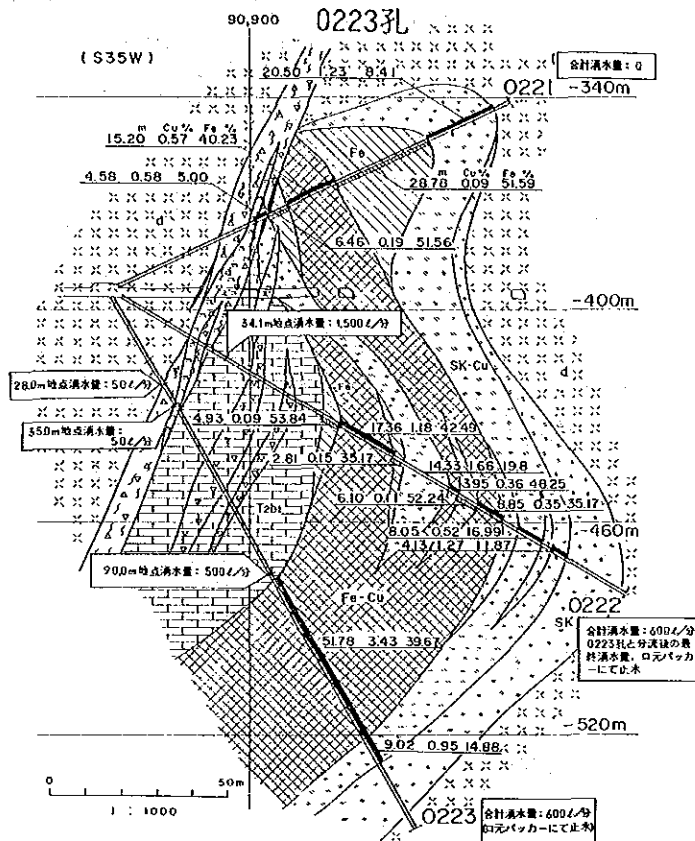 90,900
0223孔
(S35W)
合計湧水量:0
20.50 1.23 8.41
0221
-340m
m Cu% Fe%
15.20 0.57 40.23
Fe
m Cu% Fe%
28.78 0.09 51.59
4.58 0.58 5.00
d
6.46 0.19 51.56
-400m
34.1m地点湧水量:1,500ℓ/分
SK-Cu
d
28.0m地点湧水量:50ℓ/分
Fe
4.93 0.09 53.84
17.36 1.18 42.49
35.0m地点湧水量:
50ℓ/分
2.81 0.15 35.17
14.33 1.66 19.8
13.95 0.36 48.25
6.10 0.11 52.24
8.85 0.35 35.17
T2b1
8.05 0.52 16.99
-460m
4.13 1.27 11.87
90.0m地点湧水量:500ℓ/分
Fe-Cu
0222
SK
合計湧水量:600ℓ/分
0223孔と分流後の最
終湧水量,口元パッカ
ーにて止水
51.78 3.43 39.67
-520m
9.02 0.95 14.88
0 50m
1:1000
0223
合計湧水量:600ℓ/分
(口元パッカーにて止水)